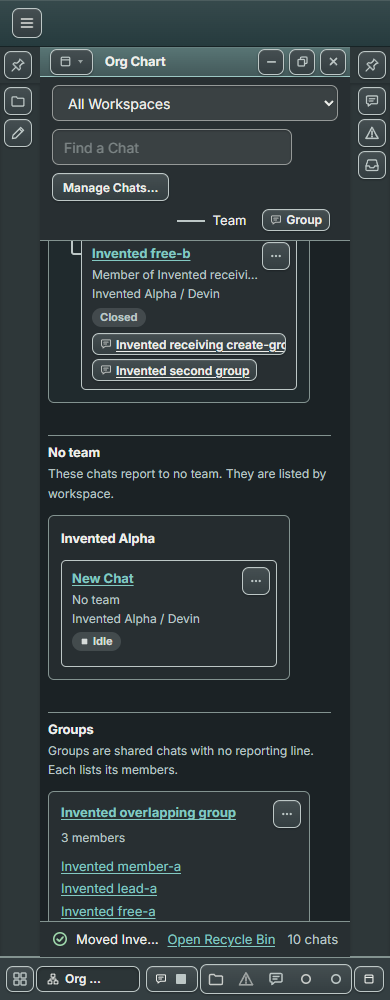 Org Chart
All Workspaces
Find a Chat
Manage Chats...
Team
Group
Invented free-b
Member of Invented receivi...
Invented Alpha / Devin
Closed
Invented receiving create-gro
Invented second group
No team
These chats report to no team. They are listed by
workspace.
Invented Alpha
New Chat
No team
Invented Alpha / Devin
Idle
Groups
Groups are shared chats with no reporting line.
Each lists its members.
Invented overlapping group
3 members
Invented member-a
Invented lead-a
Invented free-a
Moved Inve... Open Recycle Bin 10 chats
Org ...